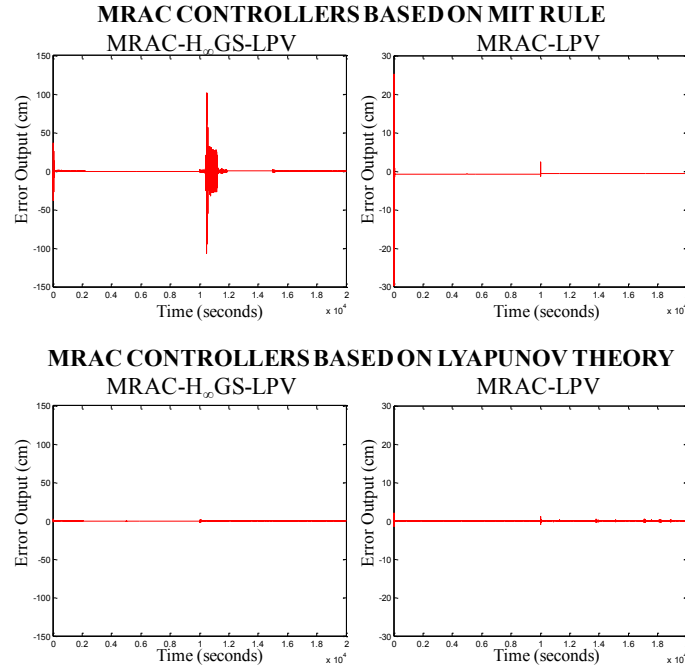 MRAC CONTROLLERS BASED ON MIT RULE
MRAC-H∞GS-LPV
MRAC-LPV
Error Output (cm)
150
100
50
0
-50
-100
-150
0 0.2 0.4 0.6 0.8 1 1.2 1.4 1.6 1.8 2
x 10⁴
Time (seconds)
Error Output (cm)
30
20
10
0
-10
-20
-30
0 0.2 0.4 0.6 0.8 1 1.2 1.4 1.6 1.8 2
x 10⁴
Time (seconds)
MRAC CONTROLLERS BASED ON LYAPUNOV THEORY
MRAC-H∞GS-LPV
MRAC-LPV
Error Output (cm)
150
100
50
0
-50
-100
-150
0 0.2 0.4 0.6 0.8 1 1.2 1.4 1.6 1.8 2
x 10⁴
Time (seconds)
Error Output (cm)
30
20
10
0
-10
-20
-30
0 0.2 0.4 0.6 0.8 1 1.2 1.4 1.6 1.8 2
x 10⁴
Time (seconds)